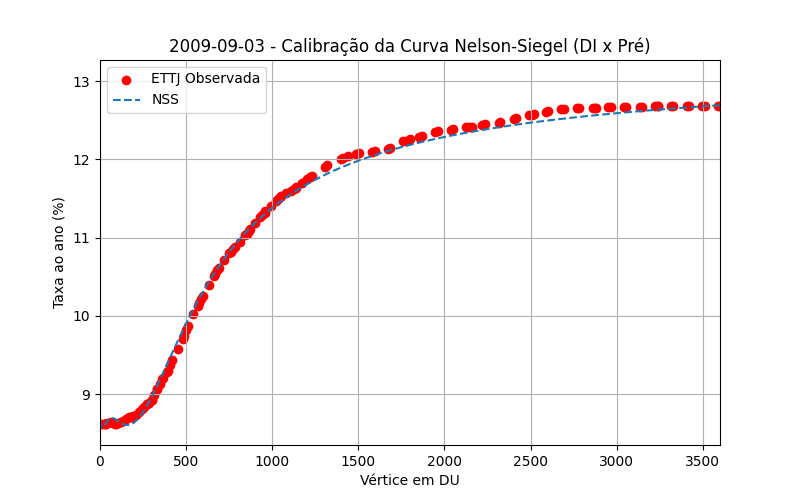 2009-09-03 - Calibração da Curva Nelson-Siegel (DI x Pré)
ETTJ Observada
NSS
13
12
11
10
9
Taxa ao ano (%)
0 500 1000 1500 2000 2500 3000 3500
Vértice em DU